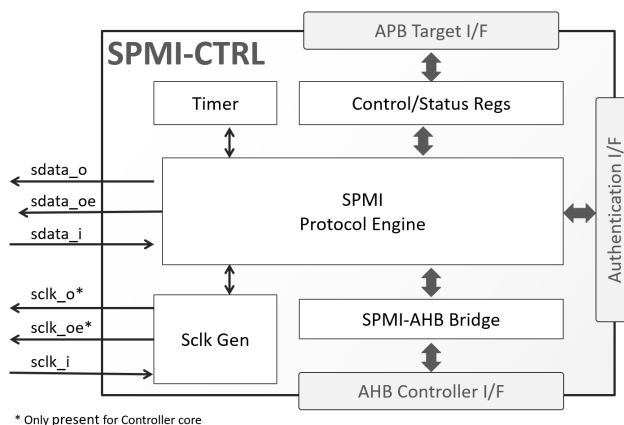 APB Target I/F
SPMI-CTRL
Timer
Control/Status Regs
Authentication I/F
sdata_o
sdata_oe
sdata_i
SPMI
Protocol Engine
sclk_o*
sclk_oe*
sclk_i
Sclk Gen
SPMI-AHB Bridge
AHB Controller I/F
* Only present for Controller core